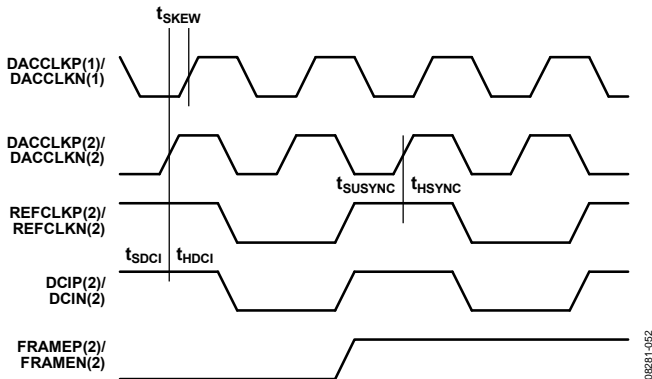 tSKEW
DACCLKP(1)/
DACCLKN(1)
DACCLKP(2)/
DACCLKN(2)
tSUSYNC tHSYNC
REFCLKP(2)/
REFCLKN(2)
tSDCI tHDCI
DCIP(2)/
DCIN(2)
FRAMEP(2)/
FRAMEN(2)
08281-052